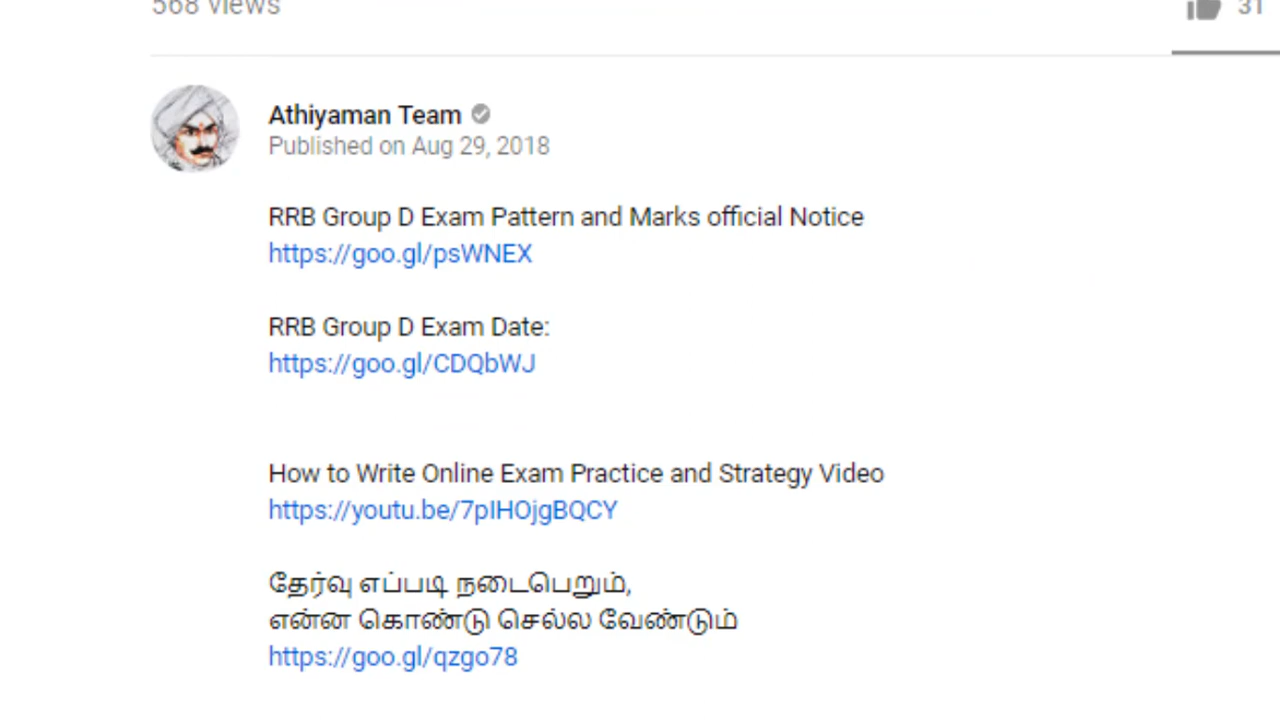 568 views
31
Athiyaman Team
Published on Aug 29, 2018
RRB Group D Exam Pattern and Marks official Notice
https://goo.gl/psWNEX
RRB Group D Exam Date:
https://goo.gl/CDQbWJ
How to Write Online Exam Practice and Strategy Video
https://youtu.be/7pIHOjgBQCY
தேர்வு எப்படி நடைபெறும்,
என்ன கொண்டு செல்ல வேண்டும்
https://goo.gl/qzgo78